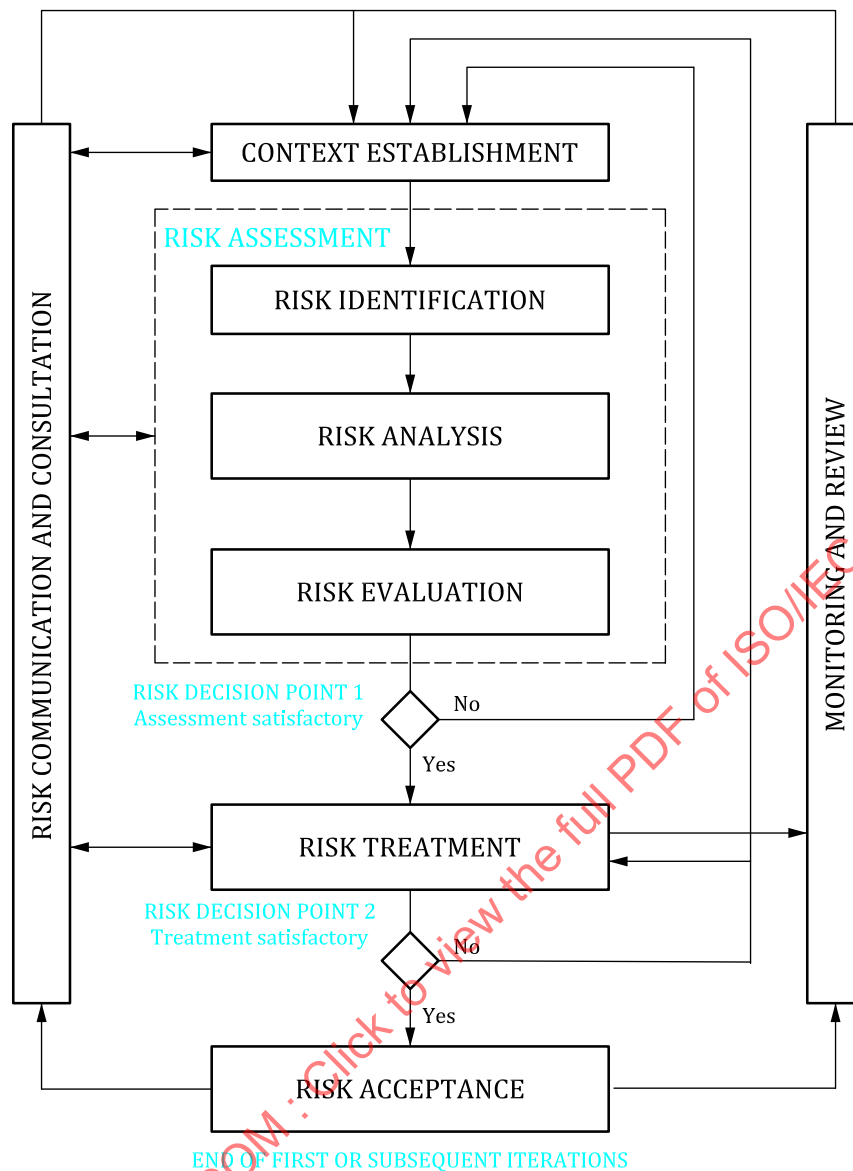 CONTEXT ESTABLISHMENT
RISK ASSESSMENT
RISK IDENTIFICATION
RISK ANALYSIS
RISK EVALUATION
RISK DECISION POINT 1
Assessment satisfactory
No
Yes
RISK TREATMENT
RISK DECISION POINT 2
Treatment satisfactory
No
Yes
RISK ACCEPTANCE
END OF FIRST OR SUBSEQUENT ITERATIONS
RISK COMMUNICATION AND CONSULTATION
MONITORING AND REVIEW
OM : Click to view the full PDF of ISO/IEC